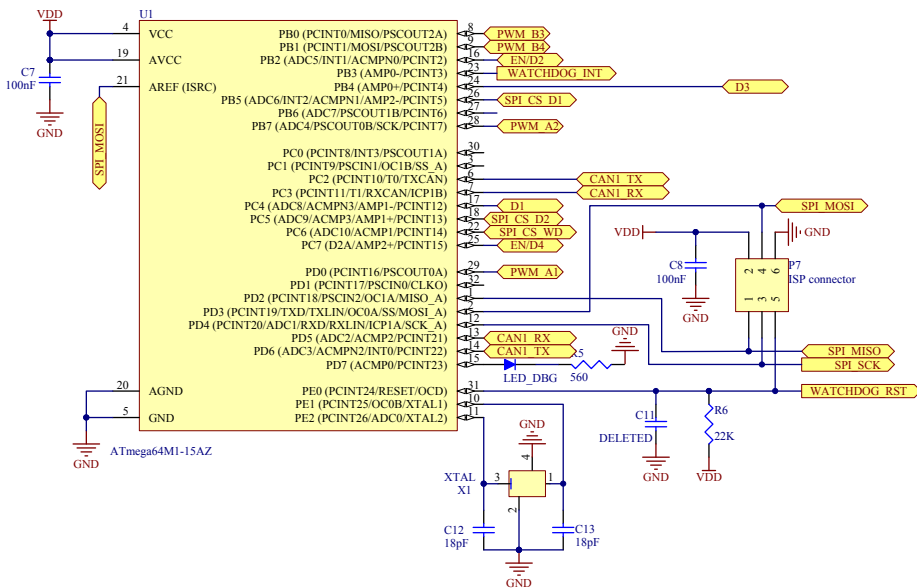 VDD
U1
4 VCC
19 AVCC
21 AREF (ISRC)
C7
100nF
GND
SPI_MOSI
20 AGND
5 GND
GND
ATmega64M1-15AZ
PB0 (PCINT0/MISO/PSCOUT2A) 8 PWM_B3
PB1 (PCINT1/MOSI/PSCOUT2B) 9 PWM_B4
PB2 (ADC5/INT1/ACMPN0/PCINT2) 16 EN/D2
PB3 (AMP0-/PCINT3) 23 WATCHDOG_INT
PB4 (AMP0+/PCINT4) 24 D3
PB5 (ADC6/INT2/ACMPN1/AMP2-/PCINT5) 26 SPI_CS_D1
PB6 (ADC7/PSCOUT1B/PCINT6) 27
PB7 (ADC4/PSCOUT0B/SCK/PCINT7) 28 PWM_A2
PC0 (PCINT8/INT3/PSCOUT1A) 30
PC1 (PCINT9/PSCIN1/OC1B/SS_A) 3
PC2 (PCINT10/T0/TXCAN) 6 CAN1_TX
PC3 (PCINT11/T1/RXCAN/ICP1B) 7 CAN1_RX
PC4 (ADC8/ACMPN3/AMP1-/PCINT12) 17 D1
PC5 (ADC9/ACMP3/AMP1+/PCINT13) 18 SPI_CS_D2
PC6 (ADC10/ACMP1/PCINT14) 22 SPI_CS_WD
PC7 (D2A/AMP2+/PCINT15) 25 EN/D4
PD0 (PCINT16/PSCOUT0A) 29 PWM_A1
PD1 (PCINT17/PSCIN0/CLKO) 32
PD2 (PCINT18/PSCIN2/OC1A/MISO_A) 1
PD3 (PCINT19/TXD/TXLIN/OC0A/SS/MOSI_A) 2
PD4 (PCINT20/ADC1/RXD/RXLIN/ICP1A/SCK_A) 12
PD5 (ADC2/ACMP2/PCINT21) 13 CAN1_RX
PD6 (ADC3/ACMPN2/INT0/PCINT22) 14 CAN1_TX
PD7 (ACMP0/PCINT23) 15
PE0 (PCINT24/RESET/OCD) 31
PE1 (PCINT25/OC0B/XTAL1) 10
PE2 (PCINT26/ADC0/XTAL2) 11
SPI_MOSI
VDD
GND
C8
100nF
GND
2 4 6
1 3 5
P7
ISP connector
SPI_MISO
SPI_SCK
WATCHDOG_RST
LED_DBG
R5
560
GND
C11
DELETED
GND
R6
22K
VDD
GND
XTAL
X1
4
3
1
2
C12
18pF
C13
18pF
GND